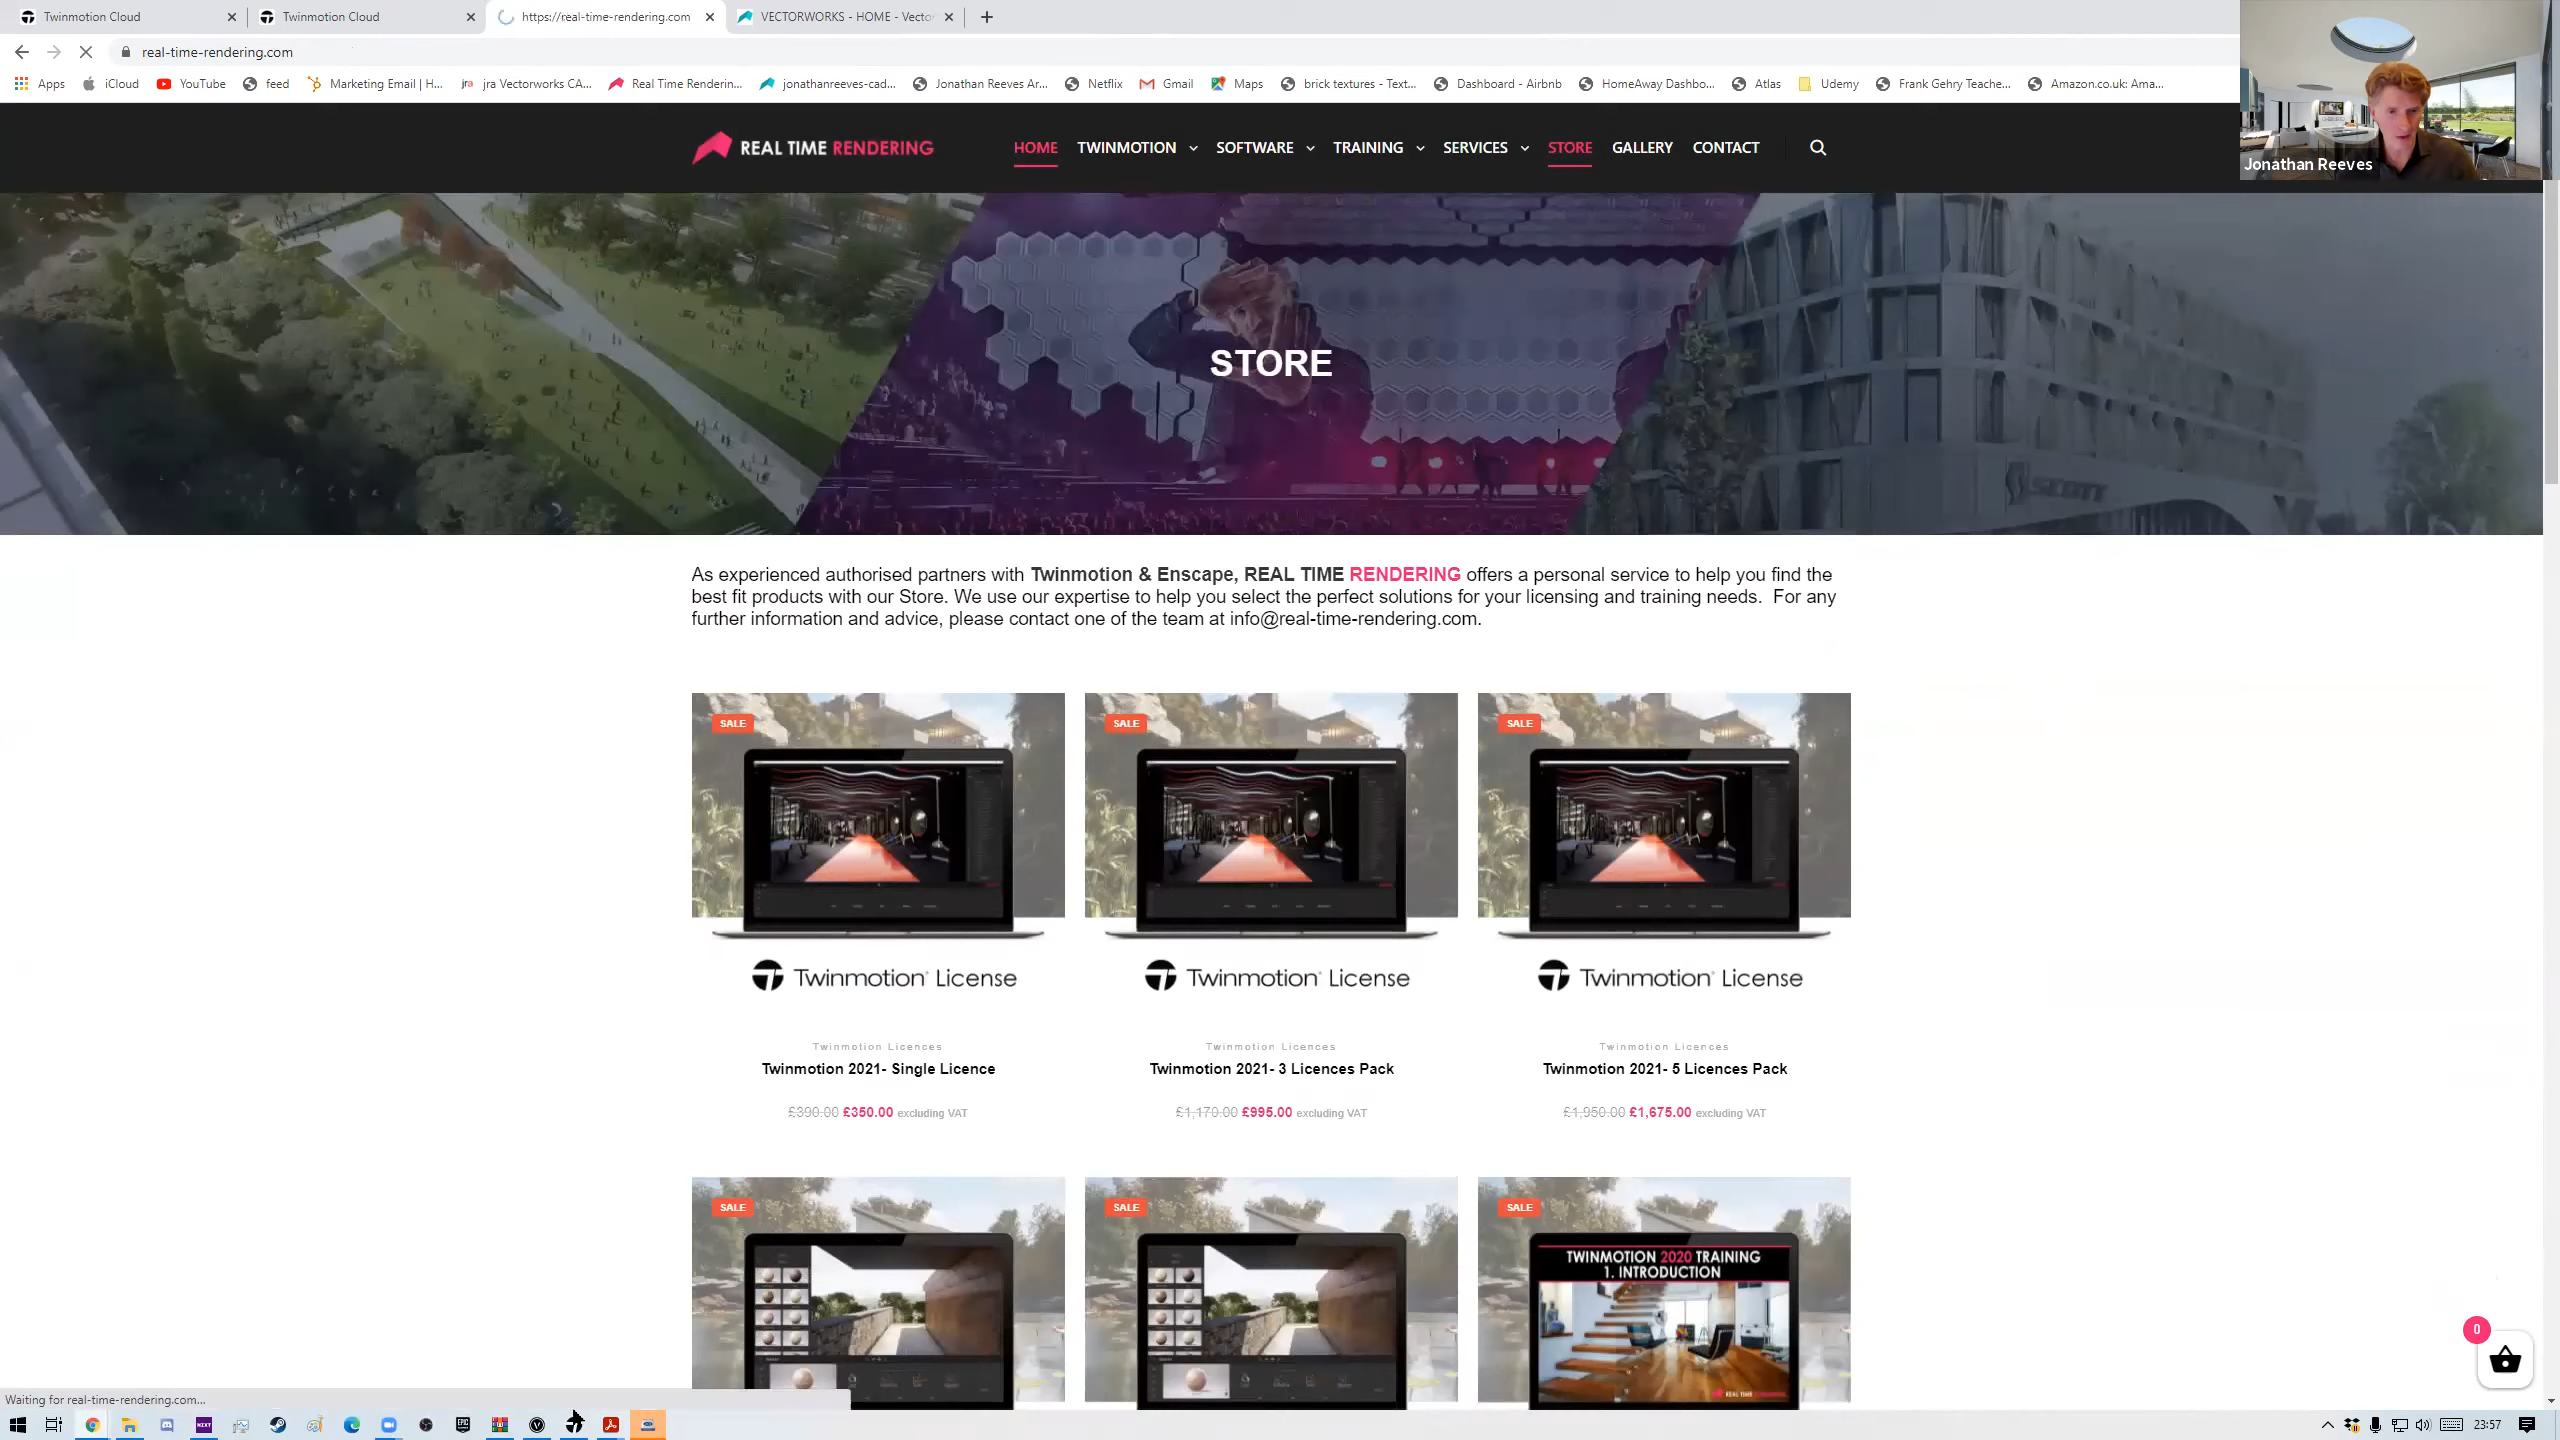 Twinmotion Cloud
Twinmotion Cloud
https://real-time-rendering.com
VECTORWORKS - HOME - Vector
real-time-rendering.com
Apps
iCloud
YouTube
feed
Marketing Email | H...
jra Vectorworks CA...
Real Time Renderin...
jonathanreeves-cad...
Jonathan Reeves Ar...
Netflix
Gmail
Maps
brick textures - Text...
Dashboard - Airbnb
HomeAway Dashbo...
Atlas
Udemy
Frank Gehry Teache...
Amazon.co.uk: Ama...
Jonathan Reeves
REAL TIME RENDERING
HOME
TWINMOTION
SOFTWARE
TRAINING
SERVICES
STORE
GALLERY
CONTACT
STORE
SCOTT
As experienced authorised partners with Twinmotion & Enscape, REAL TIME RENDERING offers a personal service to help you find the
best fit products with our Store. We use our expertise to help you select the perfect solutions for your licensing and training needs. For any
further information and advice, please contact one of the team at info@real-time-rendering.com.
SALE
SALE
SALE
Twinmotion License
Twinmotion License
Twinmotion License
Twinmotion Licences
Twinmotion Licences
Twinmotion Licences
Twinmotion 2021- Single Licence
Twinmotion 2021- 3 Licences Pack
Twinmotion 2021- 5 Licences Pack
£390.00 £350.00 excluding VAT
£1,170.00 £995.00 excluding VAT
£1,950.00 £1,675.00 excluding VAT
SALE
SALE
SALE
TWINMOTION 2020 TRAINING
1. INTRODUCTION
REAL TIME RENDERING
0
Waiting for real-time-rendering.com...
NZXT
EPIC
23:57